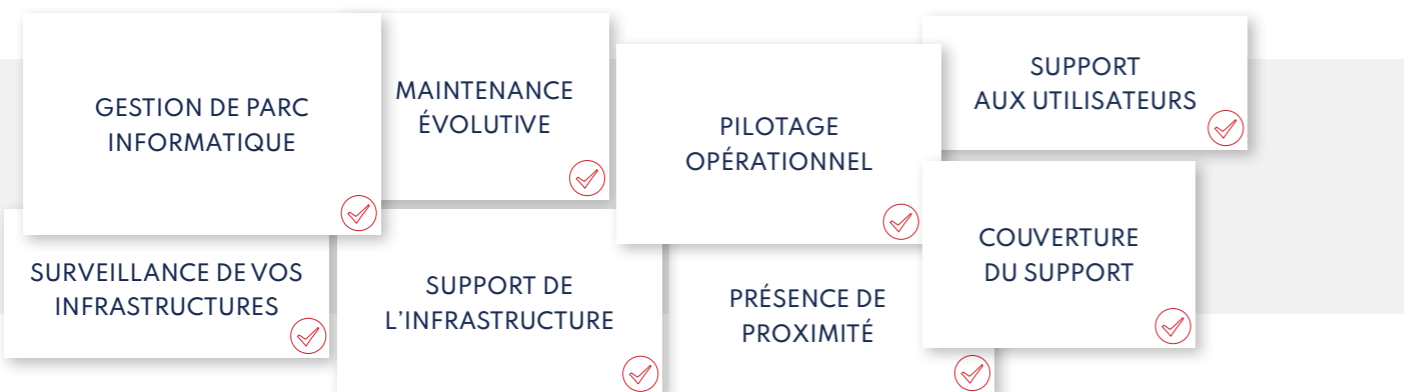 GESTION DE PARC
INFORMATIQUE
MAINTENANCE
ÉVOLUTIVE
PILOTAGE
OPÉRATIONNEL
SUPPORT
AUX UTILISATEURS
SURVEILLANCE DE VOS
INFRASTRUCTURES
SUPPORT DE
L’INFRASTRUCTURE
PRÉSENCE DE
PROXIMITÉ
COUVERTURE
DU SUPPORT